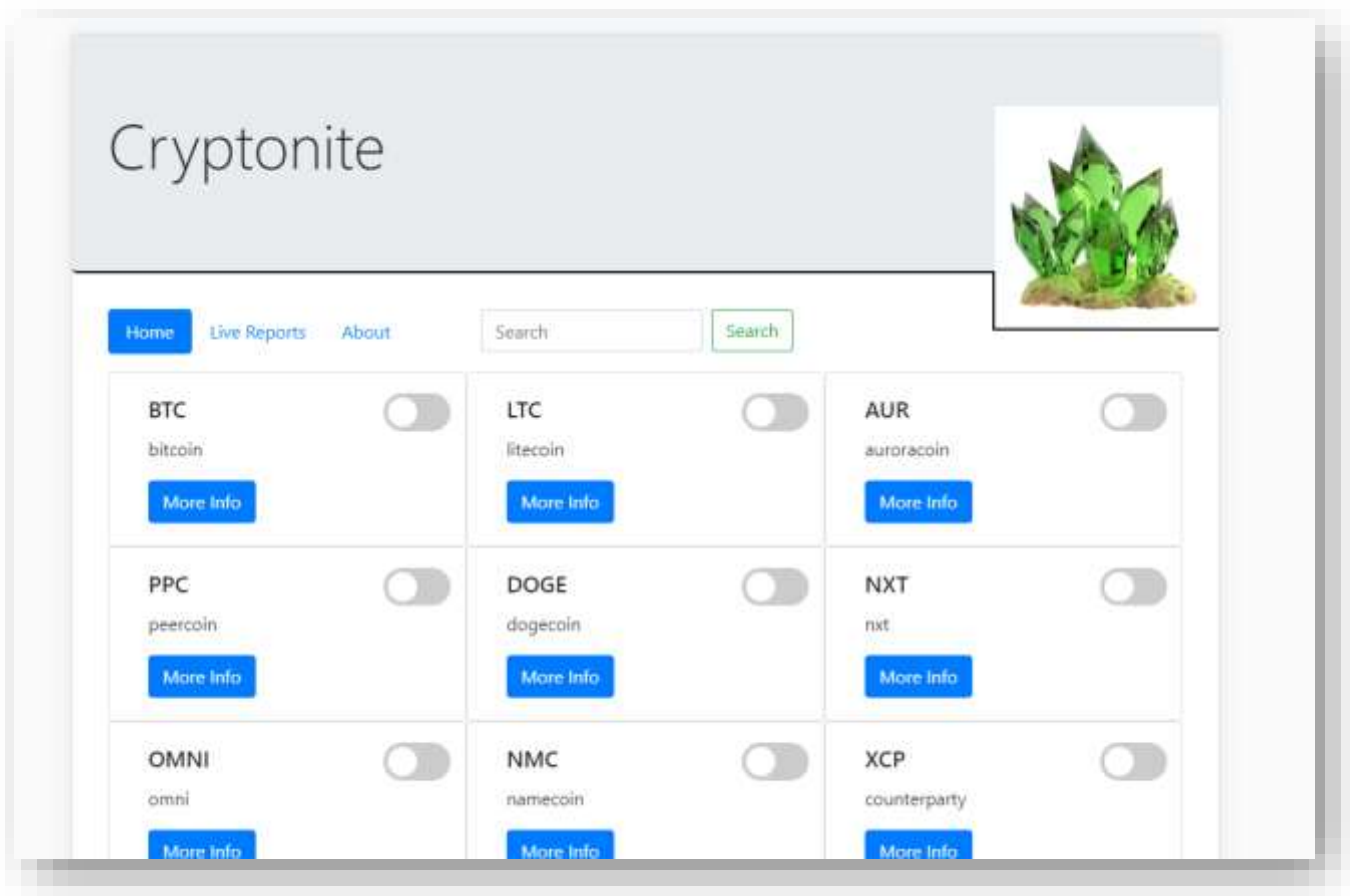 Cryptonite
Home Live Reports About Search Search
BTC LTC AUR
bitcoin litecoin auroracoin
More Info More Info More Info
PPC DOGE NXT
peercoin dogecoin nxt
More Info More Info More Info
OMNI NMC XCP
omni namecoin counterparty
More Info More Info More Info